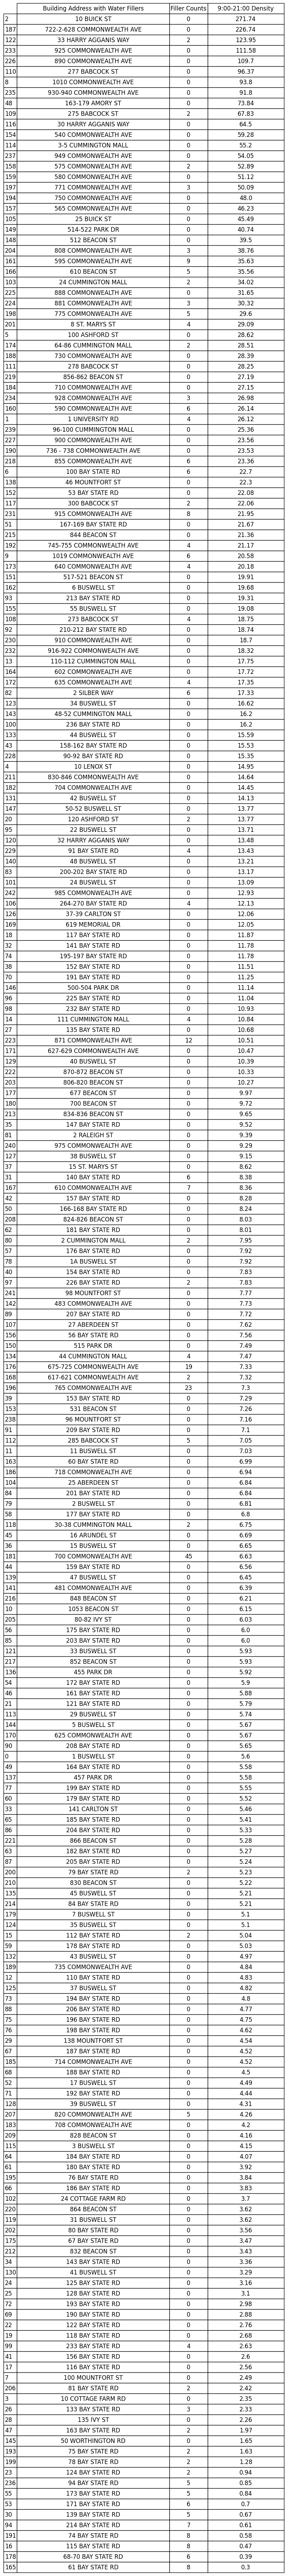 Building Address with Water Fillers Filler Counts 9:00-21:00 Density
2 10 BUICK ST 0 271.74
187 722-2-628 COMMONWEALTH AVE 0 226.74
122 33 HARRY AGGANIS WAY 2 123.95
233 925 COMMONWEALTH AVE 0 111.58
226 890 COMMONWEALTH AVE 0 109.7
110 277 BABCOCK ST 0 96.37
8 1010 COMMONWEALTH AVE 0 93.8
235 930-940 COMMONWEALTH AVE 0 91.8
48 163-179 AMORY ST 0 73.84
109 275 BABCOCK ST 2 67.83
116 30 HARRY AGGANIS WAY 0 64.5
154 540 COMMONWEALTH AVE 0 59.28
114 3-5 CUMMINGTON MALL 0 55.2
237 949 COMMONWEALTH AVE 0 54.05
158 575 COMMONWEALTH AVE 2 52.89
159 580 COMMONWEALTH AVE 0 51.12
197 771 COMMONWEALTH AVE 3 50.09
194 750 COMMONWEALTH AVE 0 48.0
157 565 COMMONWEALTH AVE 0 46.23
105 25 BUICK ST 0 45.49
149 514-522 PARK DR 0 40.74
148 512 BEACON ST 0 39.5
204 808 COMMONWEALTH AVE 3 38.76
161 595 COMMONWEALTH AVE 9 35.63
166 610 BEACON ST 5 35.56
103 24 CUMMINGTON MALL 2 34.02
225 888 COMMONWEALTH AVE 0 31.65
224 881 COMMONWEALTH AVE 3 30.32
198 775 COMMONWEALTH AVE 5 29.6
201 8 ST. MARYS ST 4 29.09
5 100 ASHFORD ST 0 28.62
174 64-86 CUMMINGTON MALL 2 28.51
188 730 COMMONWEALTH AVE 0 28.39
111 278 BABCOCK ST 0 28.25
219 856-862 BEACON ST 0 27.19
184 710 COMMONWEALTH AVE 0 27.15
234 928 COMMONWEALTH AVE 3 26.98
160 590 COMMONWEALTH AVE 6 26.14
1 1 UNIVERSITY RD 4 26.12
239 96-100 CUMMINGTON MALL 0 25.36
227 900 COMMONWEALTH AVE 0 23.56
190 736 - 738 COMMONWEALTH AVE 0 23.53
218 855 COMMONWEALTH AVE 6 23.36
6 100 BAY STATE RD 6 22.7
138 46 MOUNTFORT ST 0 22.3
152 53 BAY STATE RD 0 22.08
117 300 BABCOCK ST 2 22.06
231 915 COMMONWEALTH AVE 8 21.95
51 167-169 BAY STATE RD 0 21.67
215 844 BEACON ST 0 21.36
192 745-755 COMMONWEALTH AVE 4 21.17
9 1019 COMMONWEALTH AVE 6 20.58
173 640 COMMONWEALTH AVE 4 20.18
151 517-521 BEACON ST 0 19.91
162 6 BUSWELL ST 0 19.68
93 213 BAY STATE RD 0 19.31
155 55 BUSWELL ST 0 19.08
108 273 BABCOCK ST 4 18.75
92 210-212 BAY STATE RD 0 18.74
230 910 COMMONWEALTH AVE 0 18.7
232 916-922 COMMONWEALTH AVE 0 18.32
13 110-112 CUMMINGTON MALL 0 17.75
164 602 COMMONWEALTH AVE 0 17.72
172 635 COMMONWEALTH AVE 4 17.35
82 2 SILBER WAY 6 17.33
123 34 BUSWELL ST 0 16.62
143 48-52 CUMMINGTON MALL 0 16.2
100 236 BAY STATE RD 0 16.2
133 44 BUSWELL ST 0 15.59
43 158-162 BAY STATE RD 0 15.53
228 90-92 BAY STATE RD 0 15.35
4 10 LENOX ST 0 14.95
211 830-846 COMMONWEALTH AVE 0 14.64
182 704 COMMONWEALTH AVE 0 14.45
131 42 BUSWELL ST 0 14.13
147 50-52 BUSWELL ST 0 13.77
20 120 ASHFORD ST 2 13.77
95 22 BUSWELL ST 0 13.71
120 32 HARRY AGGANIS WAY 0 13.48
229 91 BAY STATE RD 4 13.43
140 48 BUSWELL ST 0 13.21
83 200-202 BAY STATE RD 0 13.17
101 24 BUSWELL ST 0 13.09
242 985 COMMONWEALTH AVE 0 12.93
106 264-270 BAY STATE RD 4 12.13
126 37-39 CARLTON ST 0 12.06
169 619 MEMORIAL DR 0 12.05
18 117 BAY STATE RD 0 11.87
32 141 BAY STATE RD 0 11.78
74 195-197 BAY STATE RD 0 11.78
38 152 BAY STATE RD 0 11.51
70 191 BAY STATE RD 0 11.25
146 500-504 PARK DR 0 11.14
96 225 BAY STATE RD 0 11.04
98 232 BAY STATE RD 0 10.93
14 111 CUMMINGTON MALL 4 10.84
27 135 BAY STATE RD 0 10.68
223 871 COMMONWEALTH AVE 12 10.51
171 627-629 COMMONWEALTH AVE 0 10.47
129 40 BUSWELL ST 0 10.39
222 870-872 BEACON ST 0 10.33
203 806-820 BEACON ST 0 10.27
177 677 BEACON ST 0 9.97
180 700 BEACON ST 0 9.72
213 834-836 BEACON ST 0 9.65
35 147 BAY STATE RD 0 9.52
81 2 RALEIGH ST 0 9.39
240 975 COMMONWEALTH AVE 0 9.29
127 38 BUSWELL ST 0 9.15
37 15 ST. MARYS ST 0 8.62
31 140 BAY STATE RD 6 8.38
167 610 COMMONWEALTH AVE 7 8.36
42 157 BAY STATE RD 0 8.28
50 166-168 BAY STATE RD 0 8.24
208 824-826 BEACON ST 0 8.03
62 181 BAY STATE RD 0 8.01
80 2 CUMMINGTON MALL 2 7.95
57 176 BAY STATE RD 0 7.92
78 1A BUSWELL ST 0 7.92
40 154 BAY STATE RD 0 7.83
97 226 BAY STATE RD 2 7.83
241 98 MOUNTFORT ST 0 7.77
142 483 COMMONWEALTH AVE 0 7.73
89 207 BAY STATE RD 0 7.72
107 27 ABERDEEN ST 0 7.62
156 56 BAY STATE RD 0 7.56
150 515 PARK DR 0 7.49
134 44 CUMMINGTON MALL 4 7.47
176 675-725 COMMONWEALTH AVE 19 7.33
168 617-621 COMMONWEALTH AVE 2 7.32
196 765 COMMONWEALTH AVE 23 7.3
39 153 BAY STATE RD 0 7.29
153 531 BEACON ST 0 7.26
238 96 MOUNTFORT ST 0 7.16
91 209 BAY STATE RD 0 7.1
112 285 BABCOCK ST 5 7.05
11 11 BUSWELL ST 0 7.03
163 60 BAY STATE RD 0 6.99
186 718 COMMONWEALTH AVE 0 6.94
104 25 ABERDEEN ST 0 6.84
84 201 BAY STATE RD 0 6.84
79 2 BUSWELL ST 0 6.81
58 177 BAY STATE RD 0 6.8
118 30-38 CUMMINGTON MALL 2 6.75
45 16 ARUNDEL ST 0 6.69
36 15 BUSWELL ST 0 6.65
181 700 COMMONWEALTH AVE 45 6.63
44 159 BAY STATE RD 0 6.56
139 47 BUSWELL ST 0 6.45
141 481 COMMONWEALTH AVE 0 6.39
216 848 BEACON ST 0 6.21
10 1053 BEACON ST 0 6.15
205 80-82 IVY ST 0 6.03
56 175 BAY STATE RD 0 6.0
85 203 BAY STATE RD 0 6.0
121 33 BUSWELL ST 0 5.93
217 852 BEACON ST 0 5.93
136 455 PARK DR 0 5.92
54 172 BAY STATE RD 0 5.9
46 161 BAY STATE RD 0 5.88
21 121 BAY STATE RD 0 5.79
113 29 BUSWELL ST 0 5.74
144 5 BUSWELL ST 0 5.67
170 625 COMMONWEALTH AVE 0 5.67
90 208 BAY STATE RD 0 5.65
0 1 BUSWELL ST 0 5.6
49 164 BAY STATE RD 0 5.58
137 457 PARK DR 0 5.58
77 199 BAY STATE RD 0 5.55
60 179 BAY STATE RD 0 5.52
33 141 CARLTON ST 0 5.46
65 185 BAY STATE RD 0 5.41
86 204 BAY STATE RD 0 5.33
221 866 BEACON ST 0 5.28
63 182 BAY STATE RD 0 5.27
87 205 BAY STATE RD 0 5.24
200 79 BAY STATE RD 2 5.23
210 830 BEACON ST 0 5.22
135 45 BUSWELL ST 0 5.21
214 84 BAY STATE RD 0 5.21
179 7 BUSWELL ST 0 5.1
124 35 BUSWELL ST 0 5.1
15 112 BAY STATE RD 2 5.04
59 178 BAY STATE RD 0 5.03
132 43 BUSWELL ST 0 4.97
189 735 COMMONWEALTH AVE 0 4.84
12 110 BAY STATE RD 0 4.83
125 37 BUSWELL ST 0 4.82
73 194 BAY STATE RD 0 4.8
88 206 BAY STATE RD 0 4.77
75 196 BAY STATE RD 0 4.75
76 198 BAY STATE RD 0 4.62
29 138 MOUNTFORT ST 0 4.54
67 187 BAY STATE RD 0 4.52
185 714 COMMONWEALTH AVE 0 4.52
68 188 BAY STATE RD 0 4.5
52 17 BUSWELL ST 0 4.49
71 192 BAY STATE RD 0 4.44
128 39 BUSWELL ST 0 4.31
207 820 COMMONWEALTH AVE 5 4.26
183 708 COMMONWEALTH AVE 0 4.2
209 828 BEACON ST 0 4.16
115 3 BUSWELL ST 0 4.15
64 184 BAY STATE RD 0 4.07
61 180 BAY STATE RD 0 3.92
195 76 BAY STATE RD 0 3.84
66 186 BAY STATE RD 0 3.83
102 24 COTTAGE FARM RD 0 3.7
220 864 BEACON ST 0 3.62
119 31 BUSWELL ST 0 3.62
202 80 BAY STATE RD 0 3.56
175 67 BAY STATE RD 0 3.47
212 832 BEACON ST 0 3.43
34 143 BAY STATE RD 0 3.36
130 41 BUSWELL ST 0 3.29
24 125 BAY STATE RD 0 3.16
25 128 BAY STATE RD 0 3.1
72 193 BAY STATE RD 0 2.98
69 190 BAY STATE RD 0 2.88
22 122 BAY STATE RD 0 2.76
19 118 BAY STATE RD 0 2.68
99 233 BAY STATE RD 4 2.63
41 156 BAY STATE RD 0 2.6
17 116 BAY STATE RD 0 2.56
7 100 MOUNTFORT ST 0 2.49
206 81 BAY STATE RD 2 2.42
3 10 COTTAGE FARM RD 0 2.35
26 133 BAY STATE RD 3 2.33
28 135 IVY ST 0 2.26
47 163 BAY STATE RD 2 1.97
145 50 WORTHINGTON RD 0 1.65
193 75 BAY STATE RD 2 1.63
199 78 BAY STATE RD 2 1.28
23 124 BAY STATE RD 2 0.94
236 94 BAY STATE RD 5 0.85
55 173 BAY STATE RD 5 0.84
53 171 BAY STATE RD 6 0.7
30 139 BAY STATE RD 5 0.67
94 214 BAY STATE RD 7 0.61
191 74 BAY STATE RD 8 0.58
16 115 BAY STATE RD 8 0.47
178 68-70 BAY STATE RD 6 0.39
165 61 BAY STATE RD 8 0.3